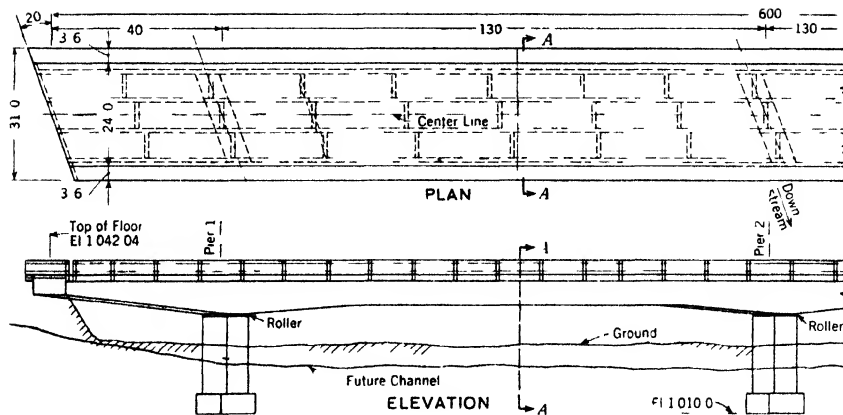 20
600
40
130
130
3 6
A
31 0
24 0
Center Line
3 6
PLAN
A
Down
stream
Top of Floor
El 1 042 04
Pier 1
Pier 2
Roller
Ground
Roller
Future Channel
ELEVATION
A
El 1 010 0